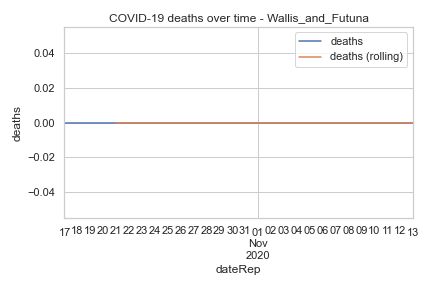 COVID-19 deaths over time - Wallis_and_Futuna
deaths
deaths (rolling)
0.04
0.02
0.00
−0.02
−0.04
deaths
17 18 19 20 21 22 23 24 25 26 27 28 29 30 31 01 02 03 04 05 06 07 08 09 10 11 12 13
Nov
2020
dateRep